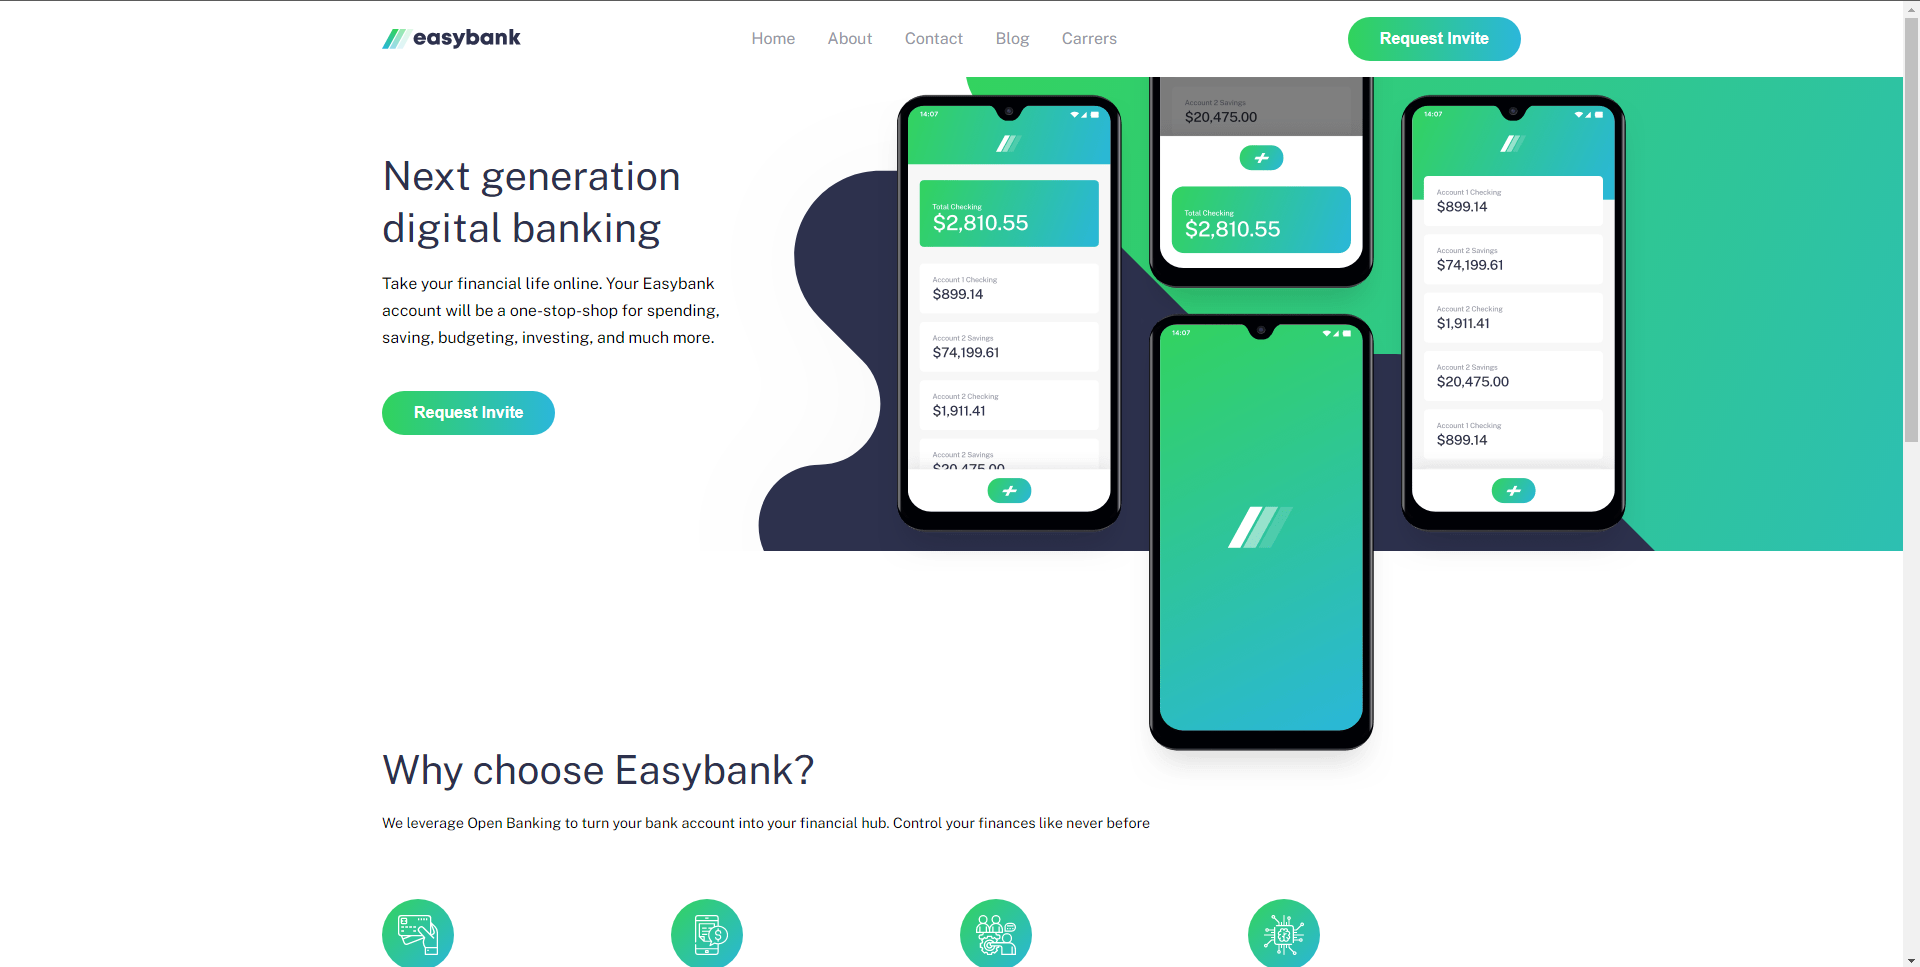 easybank
Home
About
Contact
Blog
Carrers
Request Invite
Next generation
digital banking
Take your financial life online. Your Easybank
account will be a one-stop-shop for spending,
saving, budgeting, investing, and much more.
Request Invite
14:07
Total Checking
$2,810.55
Account 1 Checking
$899.14
Account 2 Savings
$74,199.61
Account 2 Checking
$1,911.41
Account 2 Savings
$20,475.00
Account 2 Savings
$20,475.00
Total Checking
$2,810.55
14:07
14:07
Account 1 Checking
$899.14
Account 2 Savings
$74,199.61
Account 2 Checking
$1,911.41
Account 2 Savings
$20,475.00
Account 1 Checking
$899.14
Why choose Easybank?
We leverage Open Banking to turn your bank account into your financial hub. Control your finances like never before